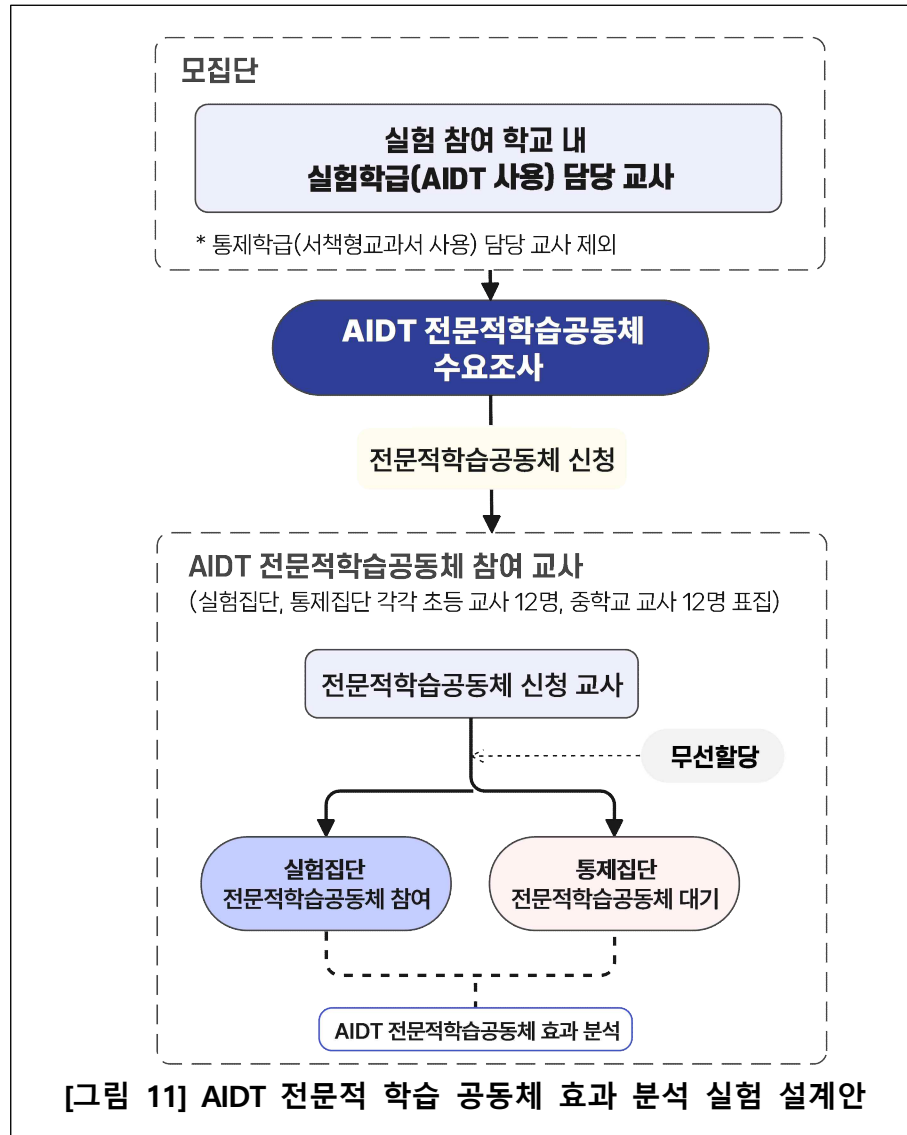 모집단
실험 참여 학교 내
실험학급(AIDT 사용) 담당 교사
* 통제학급(서책형교과서 사용) 담당 교사 제외
AIDT 전문적학습공동체
수요조사
전문적학습공동체 신청
AIDT 전문적학습공동체 참여 교사
(실험집단, 통제집단 각각 초등 교사 12명, 중학교 교사 12명 표집)
전문적학습공동체 신청 교사
무선할당
실험집단
전문적학습공동체 참여
통제집단
전문적학습공동체 대기
AIDT 전문적학습공동체 효과 분석
[그림 11] AIDT 전문적 학습 공동체 효과 분석 실험 설계안